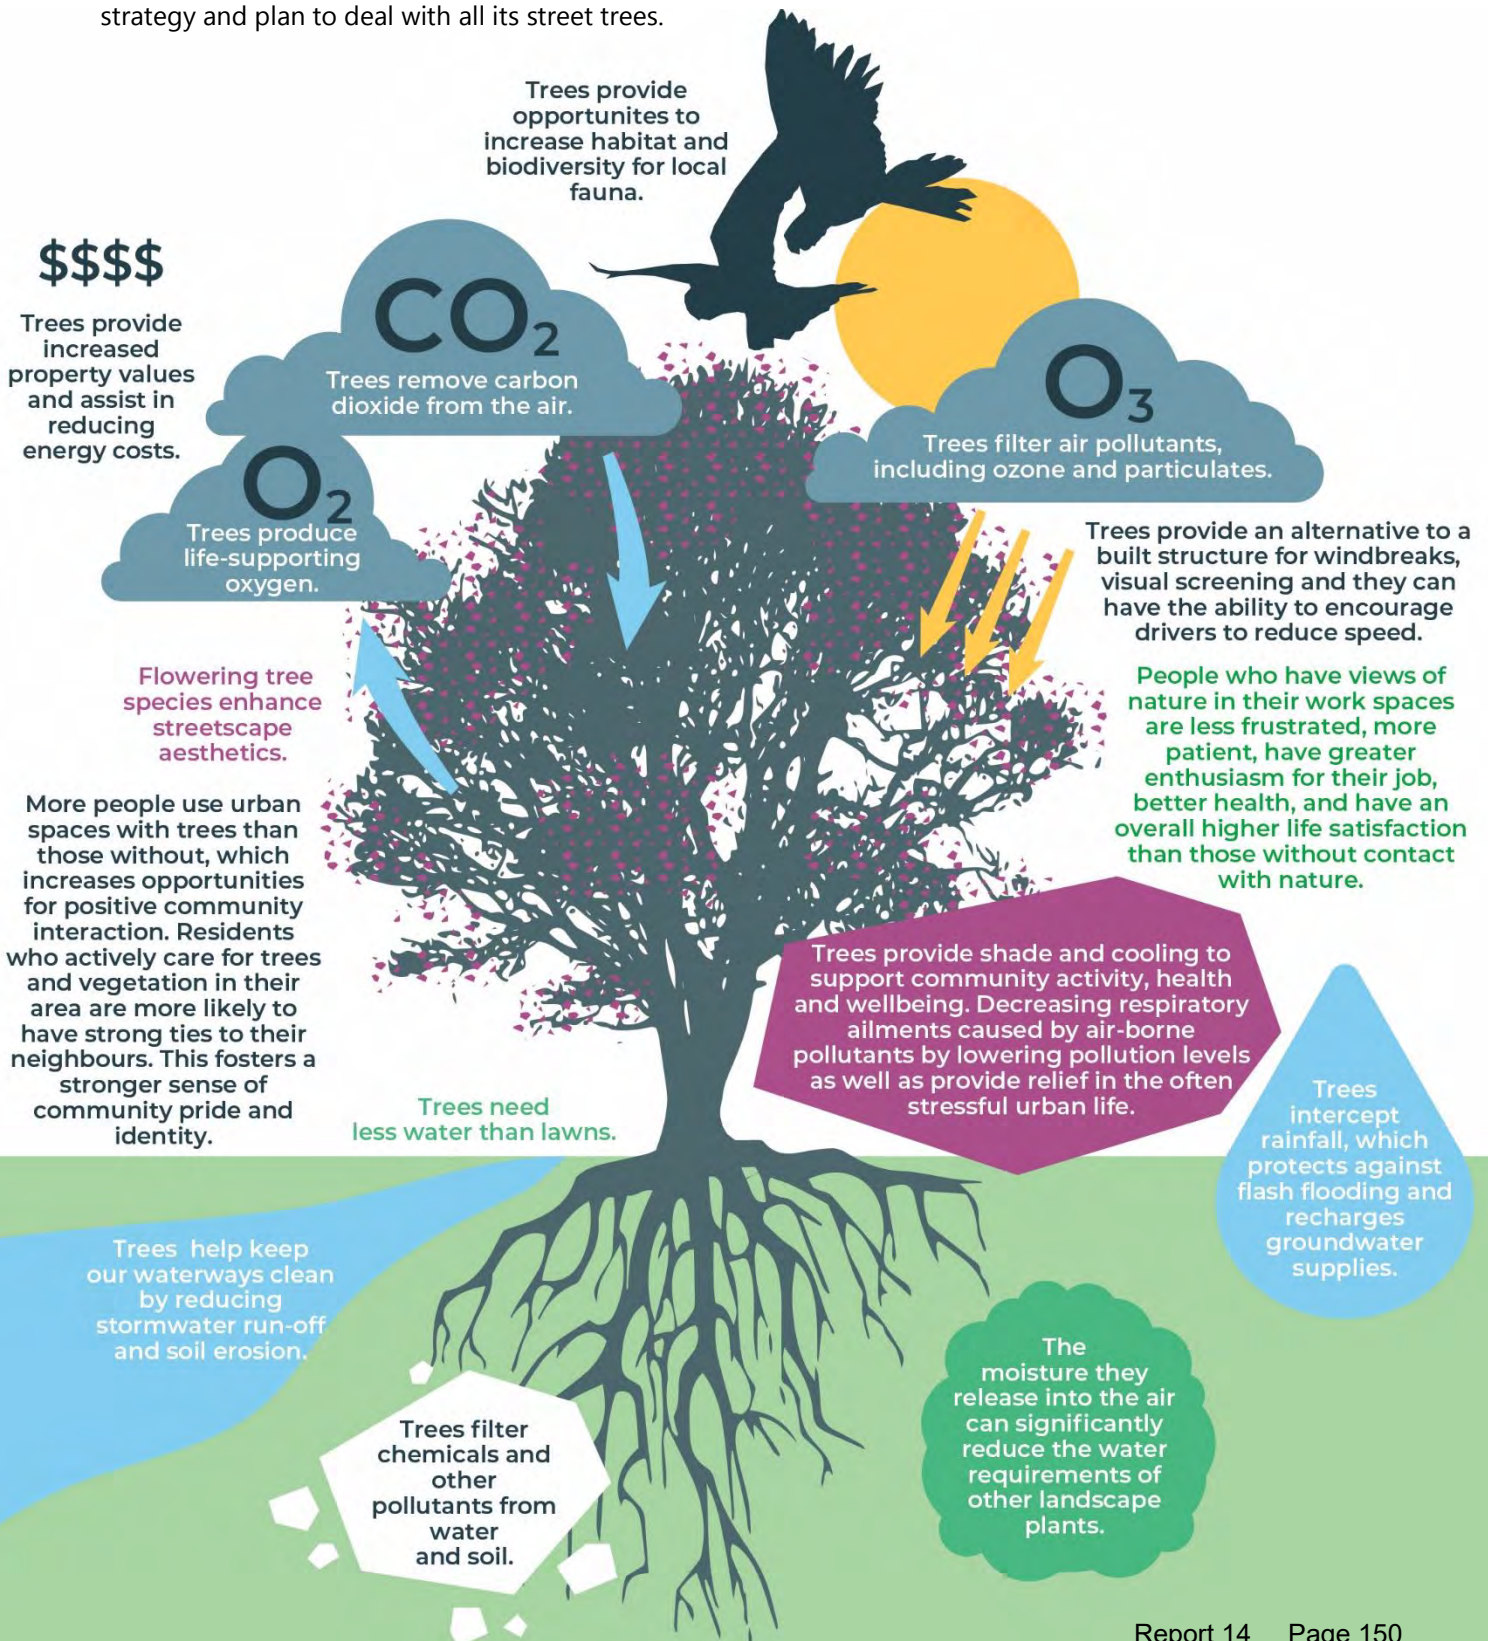 strategy and plan to deal with all its street trees.
Trees provide
opportunites to
increase habitat and
biodiversity for local
fauna.
$$$$
Trees provide
increased
property values
and assist in
reducing
energy costs.
CO2
Trees remove carbon
dioxide from the air.
O2
Trees produce
life-supporting
oxygen.
O3
Trees filter air pollutants,
including ozone and particulates.
Trees provide an alternative to a
built structure for windbreaks,
visual screening and they can
have the ability to encourage
drivers to reduce speed.
Flowering tree
species enhance
streetscape
aesthetics.
People who have views of
nature in their work spaces
are less frustrated, more
patient, have greater
enthusiasm for their job,
better health, and have an
overall higher life satisfaction
than those without contact
with nature.
More people use urban
spaces with trees than
those without, which
increases opportunities
for positive community
interaction. Residents
who actively care for trees
and vegetation in their
area are more likely to
have strong ties to their
neighbours. This fosters a
stronger sense of
community pride and
identity.
Trees provide shade and cooling to
support community activity, health
and wellbeing. Decreasing respiratory
ailments caused by air-borne
pollutants by lowering pollution levels
as well as provide relief in the often
stressful urban life.
Trees need
less water than lawns.
Trees
intercept
rainfall, which
protects against
flash flooding and
recharges
groundwater
supplies.
Trees help keep
our waterways clean
by reducing
stormwater run-off
and soil erosion.
The
moisture they
release into the air
can significantly
reduce the water
requirements of
other landscape
plants.
Trees filter
chemicals and
other
pollutants from
water
and soil.
Report 14 Page 150